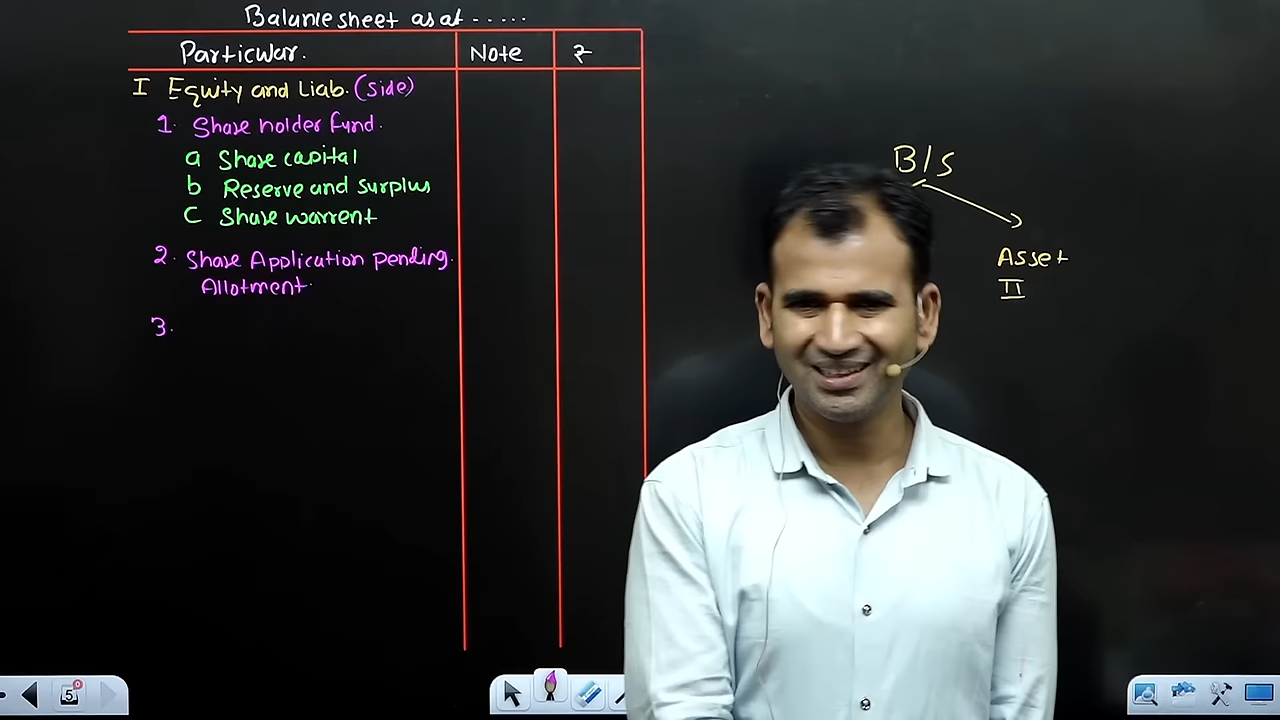 Balance sheet as at .....
Particular. Note ₹
I Equity and Liab. (side)
1. Share holder fund.
a Share capital
b Reserve and surplus
C Share warrent
2. Share Application pending
Allotment.
3.
B/S
Asset
II
5
0